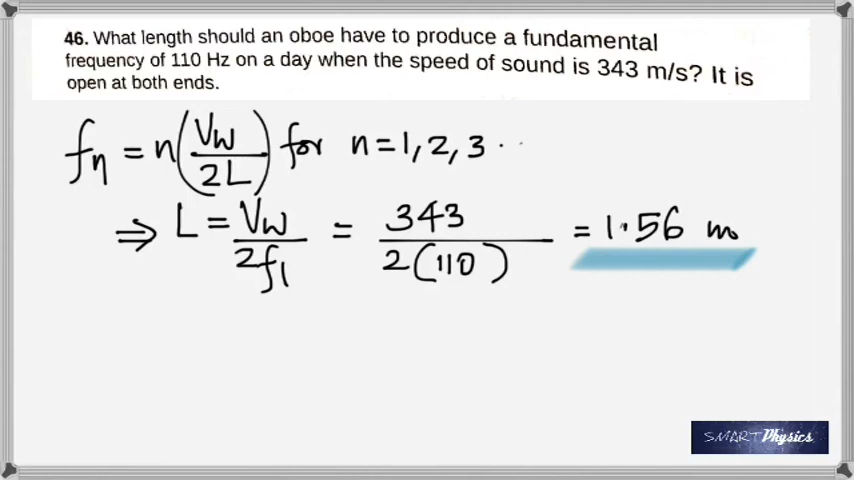 46. What length should an oboe have to produce a fundamental
frequency of 110 Hz on a day when the speed of sound is 343 m/s? It is
open at both ends.
fn = n(Vw/2L) for n=1,2,3 ...
⇒ L = Vw/2f1 = 343/2(110) = 1.56 m
SMART Physics